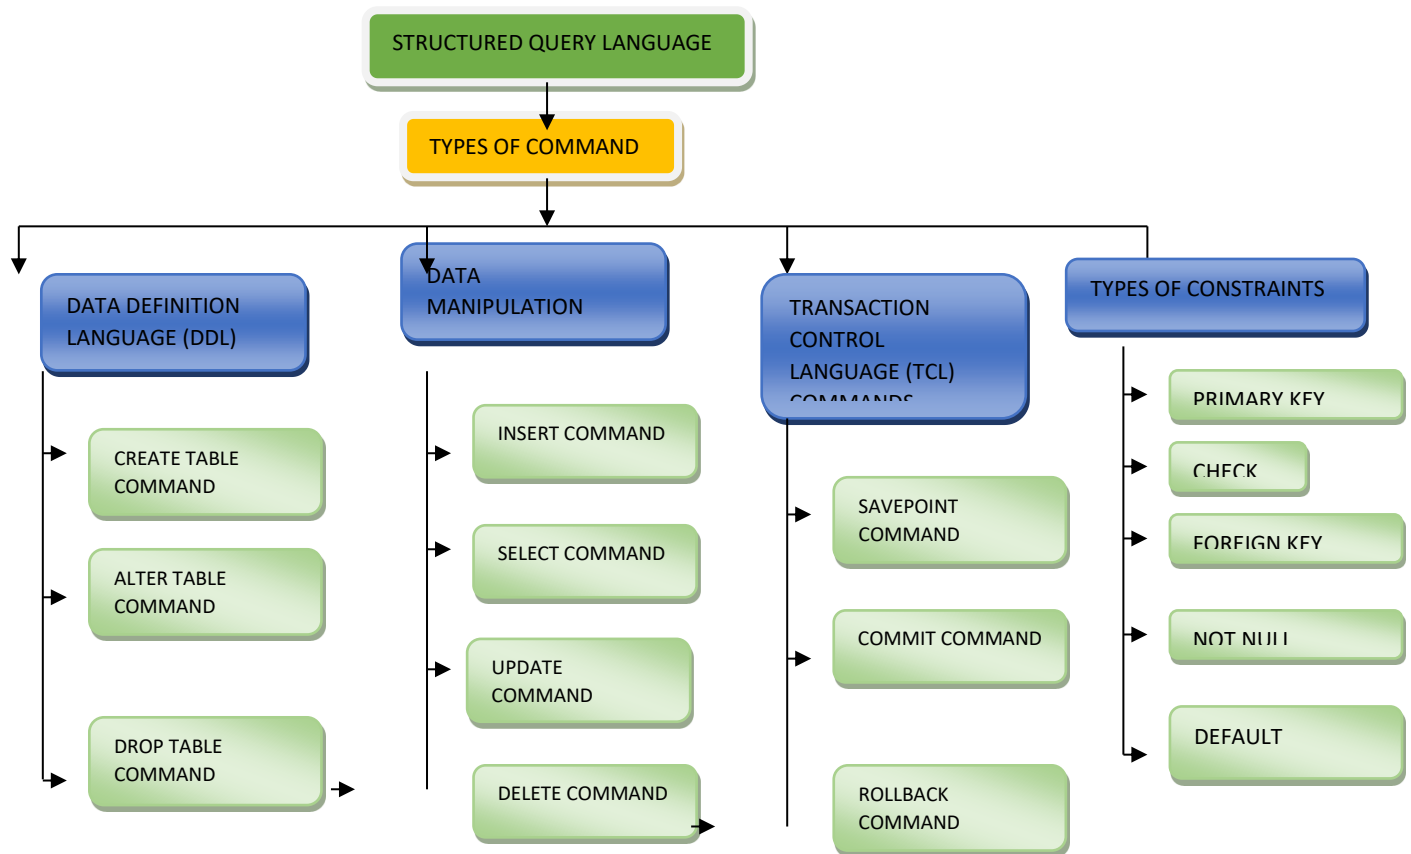 STRUCTURED QUERY LANGUAGE
TYPES OF COMMAND
DATA DEFINITION
LANGUAGE (DDL)
CREATE TABLE
COMMAND
ALTER TABLE
COMMAND
DROP TABLE
COMMAND
DATA
MANIPULATION
INSERT COMMAND
SELECT COMMAND
UPDATE
COMMAND
DELETE COMMAND
TRANSACTION
CONTROL
LANGUAGE (TCL)
COMMANDS
SAVEPOINT
COMMAND
COMMIT COMMAND
ROLLBACK
COMMAND
TYPES OF CONSTRAINTS
PRIMARY KEY
CHECK
FOREIGN KEY
NOT NULL
DEFAULT